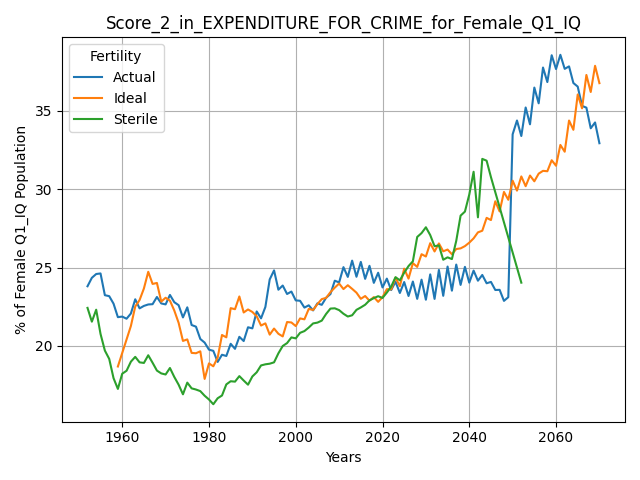 Score_2_in_EXPENDITURE_FOR_CRIME_for_Female_Q1_IQ
Fertility
Actual
Ideal
Sterile
% of Female Q1_IQ Population
35
30
25
20
1960
1980
2000
2020
2040
2060
Years